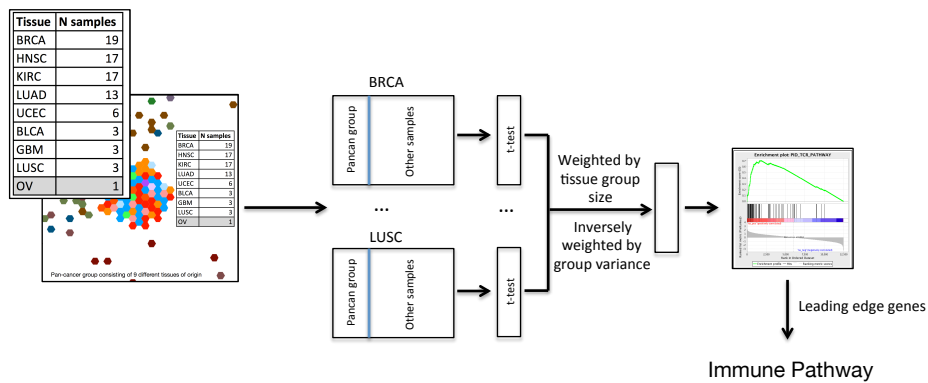 Tissue N samples
BRCA 19
HNSC 17
KIRC 17
LUAD 13
UCEC 6
BLCA 3
GBM 3
LUSC 3
OV 1
Tissue N samples
BRCA 19
HNSC 17
KIRC 17
LUAD 13
UCEC 6
BLCA 3
GBM 3
LUSC 3
OV 1
Pan-cancer group consisting of 9 different tissues of origin
BRCA
Pancan group
Other samples
t-test
...
...
LUSC
Pancan group
Other samples
t-test
Weighted by
tissue group
size
Inversely
weighted by
group variance
Enrichment plot: PID_TCR_PATHWAY
Leading edge genes
Immune Pathway